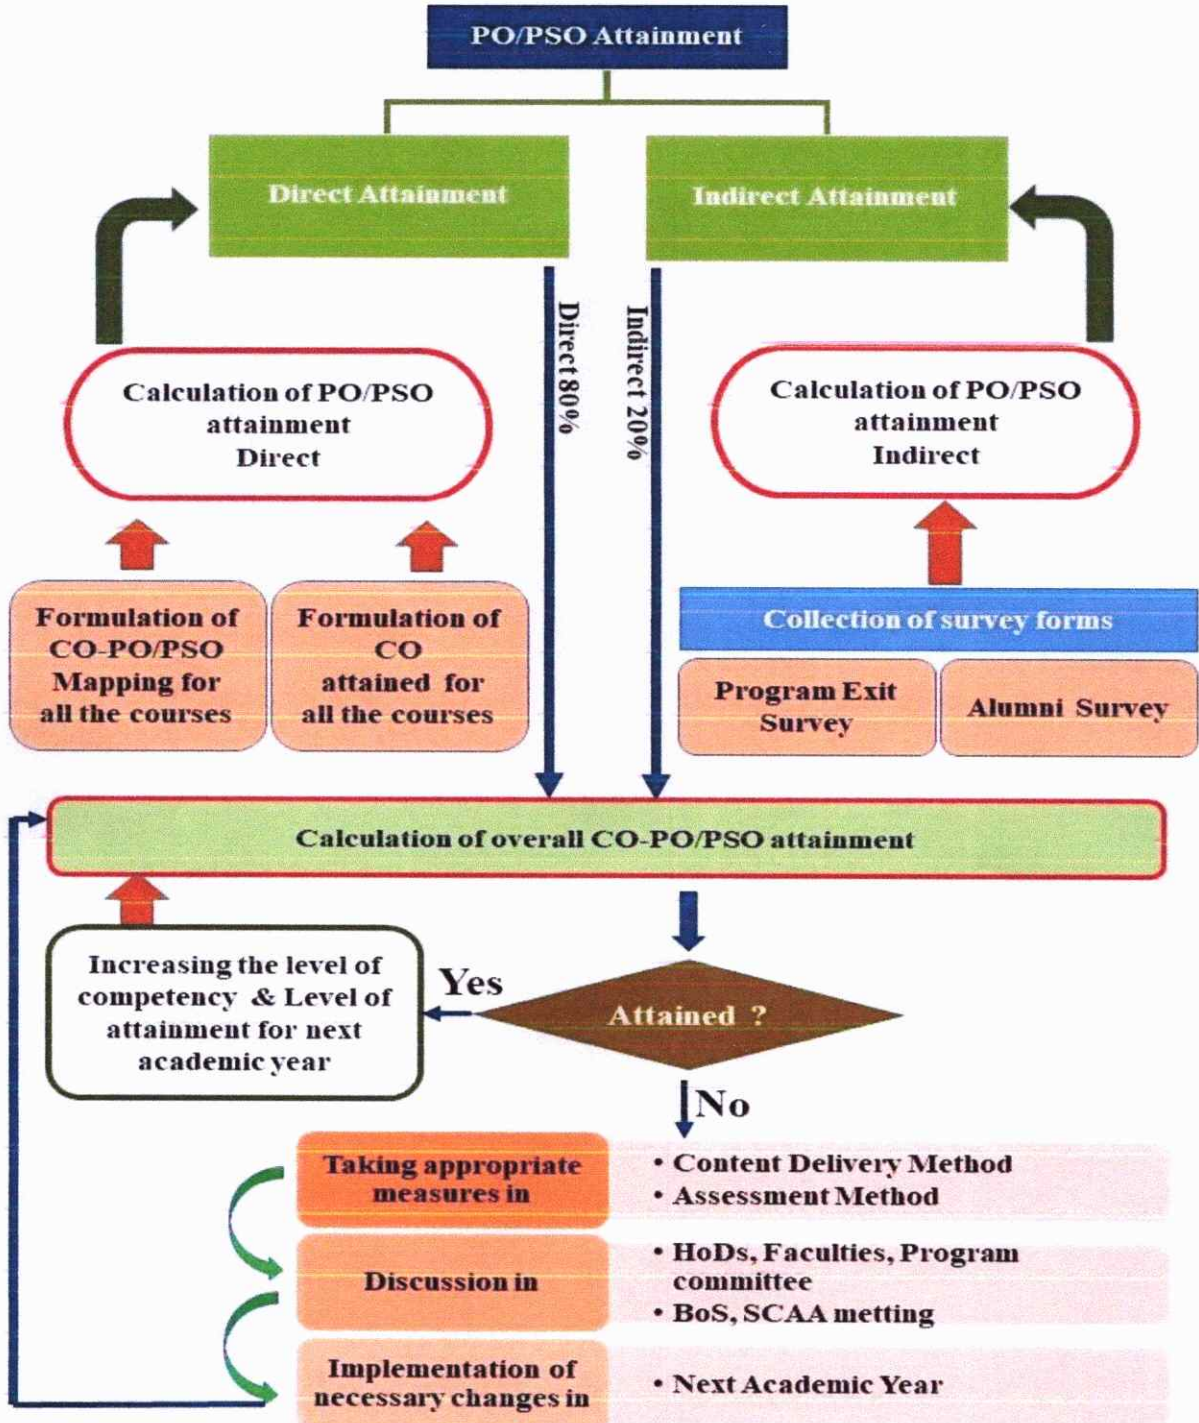 PO/PSO Attainment
Direct Attainment
Indirect Attainment
Direct 80%
Indirect 20%
Calculation of PO/PSO
attainment
Direct
Calculation of PO/PSO
attainment
Indirect
Formulation of
CO-PO/PSO
Mapping for
all the courses
Formulation of
CO
attained for
all the courses
Collection of survey forms
Program Exit
Survey
Alumni Survey
Calculation of overall CO-PO/PSO attainment
Increasing the level of
competency & Level of
attainment for next
academic year
Yes
Attained ?
No
Taking appropriate
measures in
• Content Delivery Method
• Assessment Method
Discussion in
• HoDs, Faculties, Program
committee
• BoS, SCAA metting
Implementation of
necessary changes in
• Next Academic Year